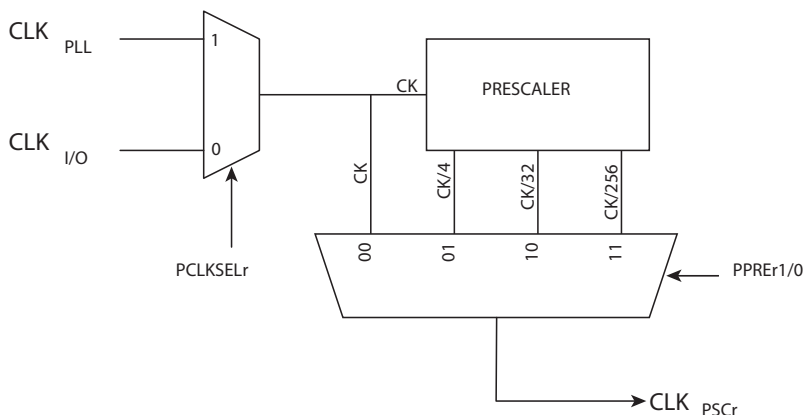 CLK PLL
1
CK
PRESCALER
CLK I/O
0
CK
CK/4
CK/32
CK/256
00
01
10
11
PCLKSELr
PPREr1/0
CLK PSCr